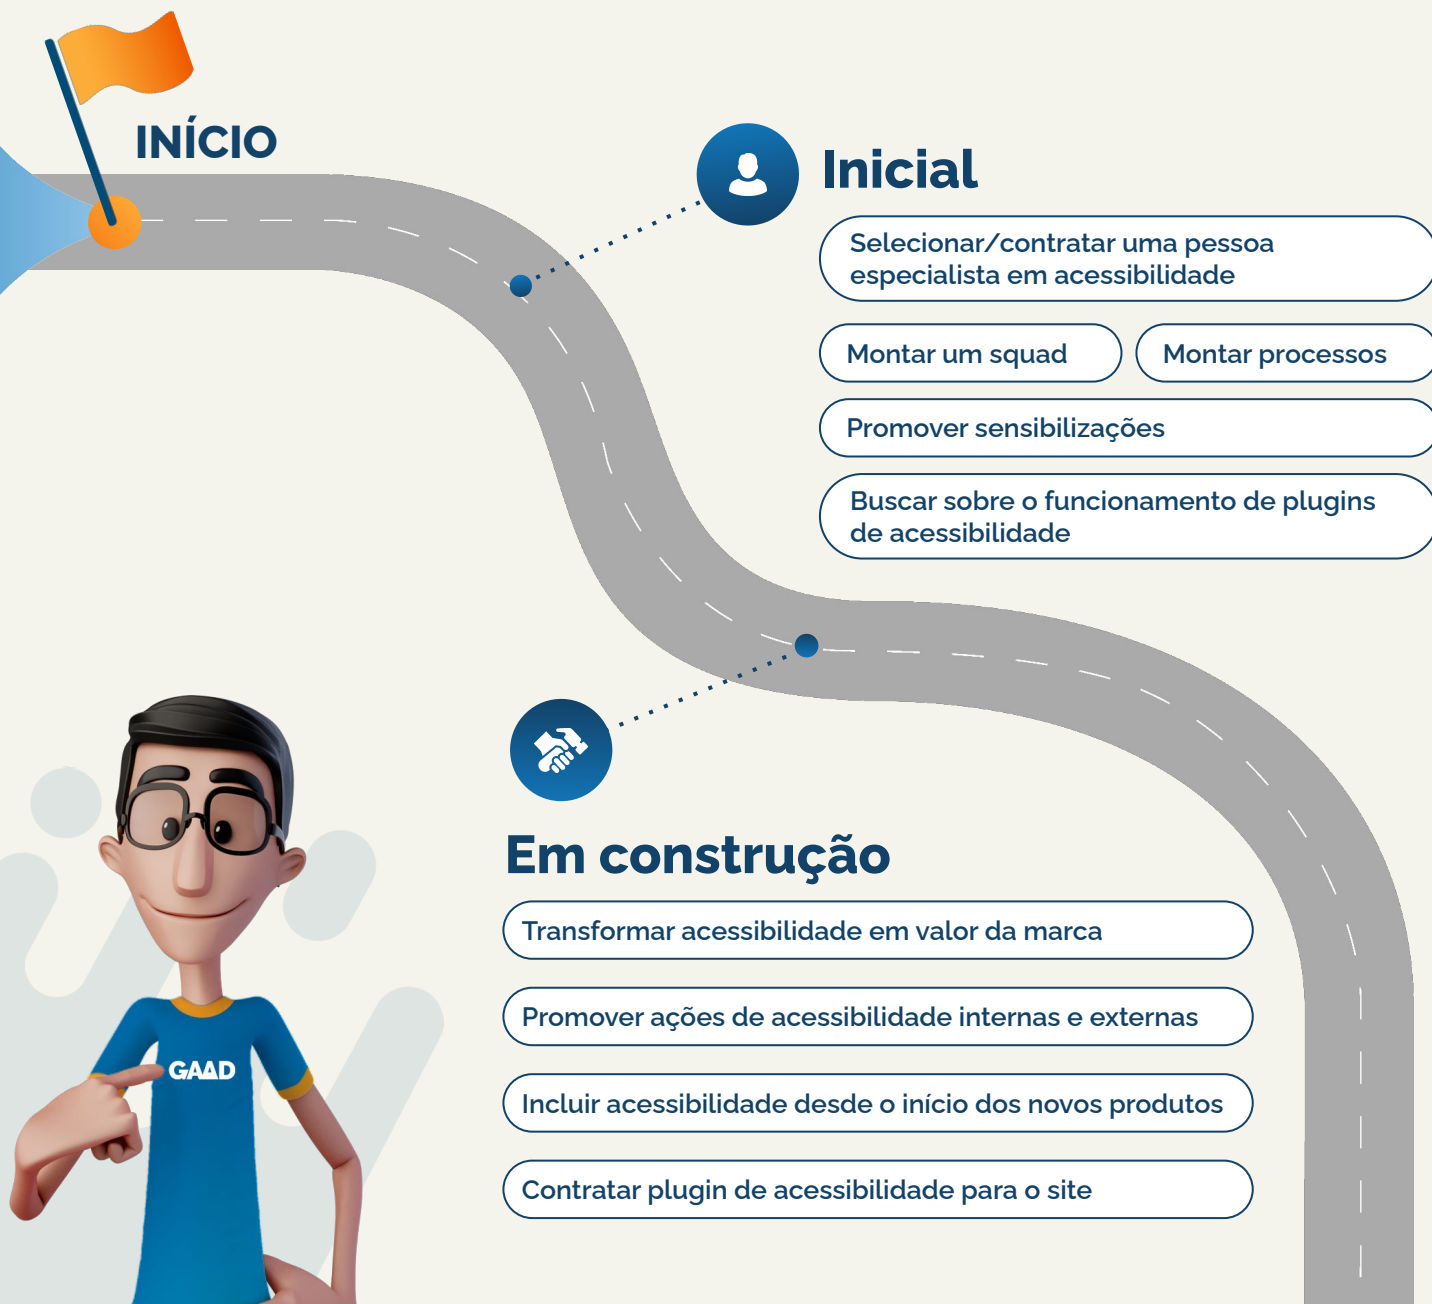 INÍCIO
Inicial
Selecionar/contratar uma pessoa
especialista em acessibilidade
Montar um squad
Montar processos
Promover sensibilizações
Buscar sobre o funcionamento de plugins
de acessibilidade
Em construção
Transformar acessibilidade em valor da marca
Promover ações de acessibilidade internas e externas
Incluir acessibilidade desde o início dos novos produtos
Contratar plugin de acessibilidade para o site
GAAD